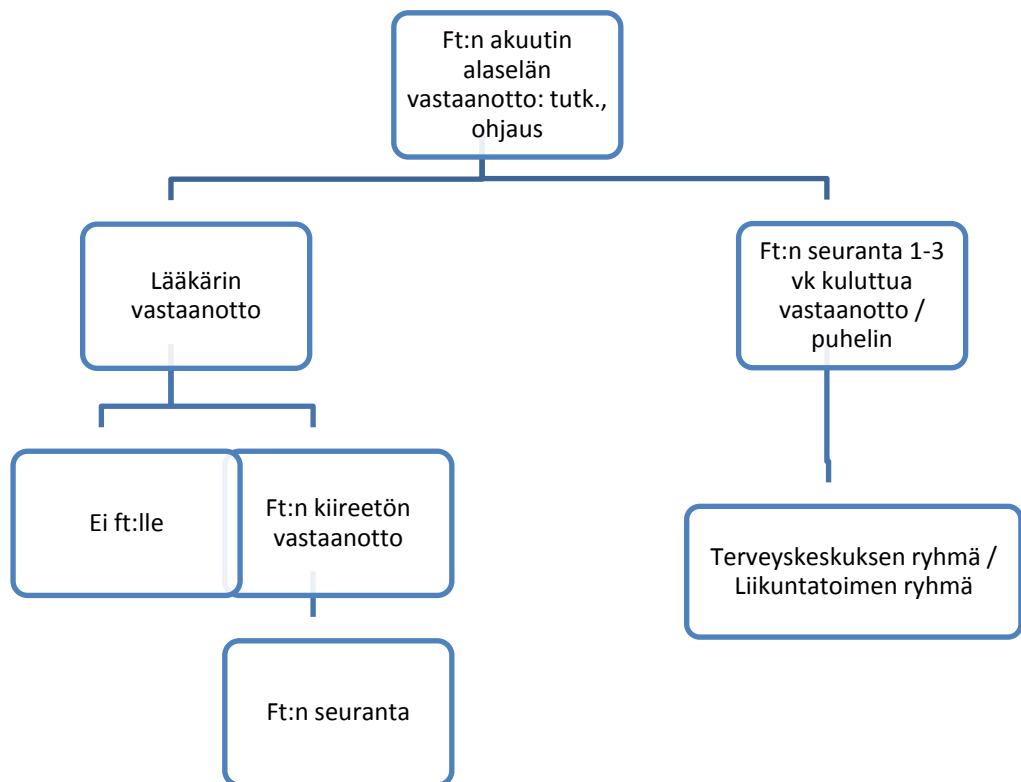 Ft:n akuutin
alaselän
vastaanotto: tutk.,
ohjaus
Lääkärin
vastaanotto
Ft:n seuranta 1-3
vk kuluttua
vastaanotto /
puhelin
Ei ft:lle
Ft:n kiireetön
vastaanotto
Terveyskeskuksen ryhmä /
Liikuntatoimen ryhmä
Ft:n seuranta